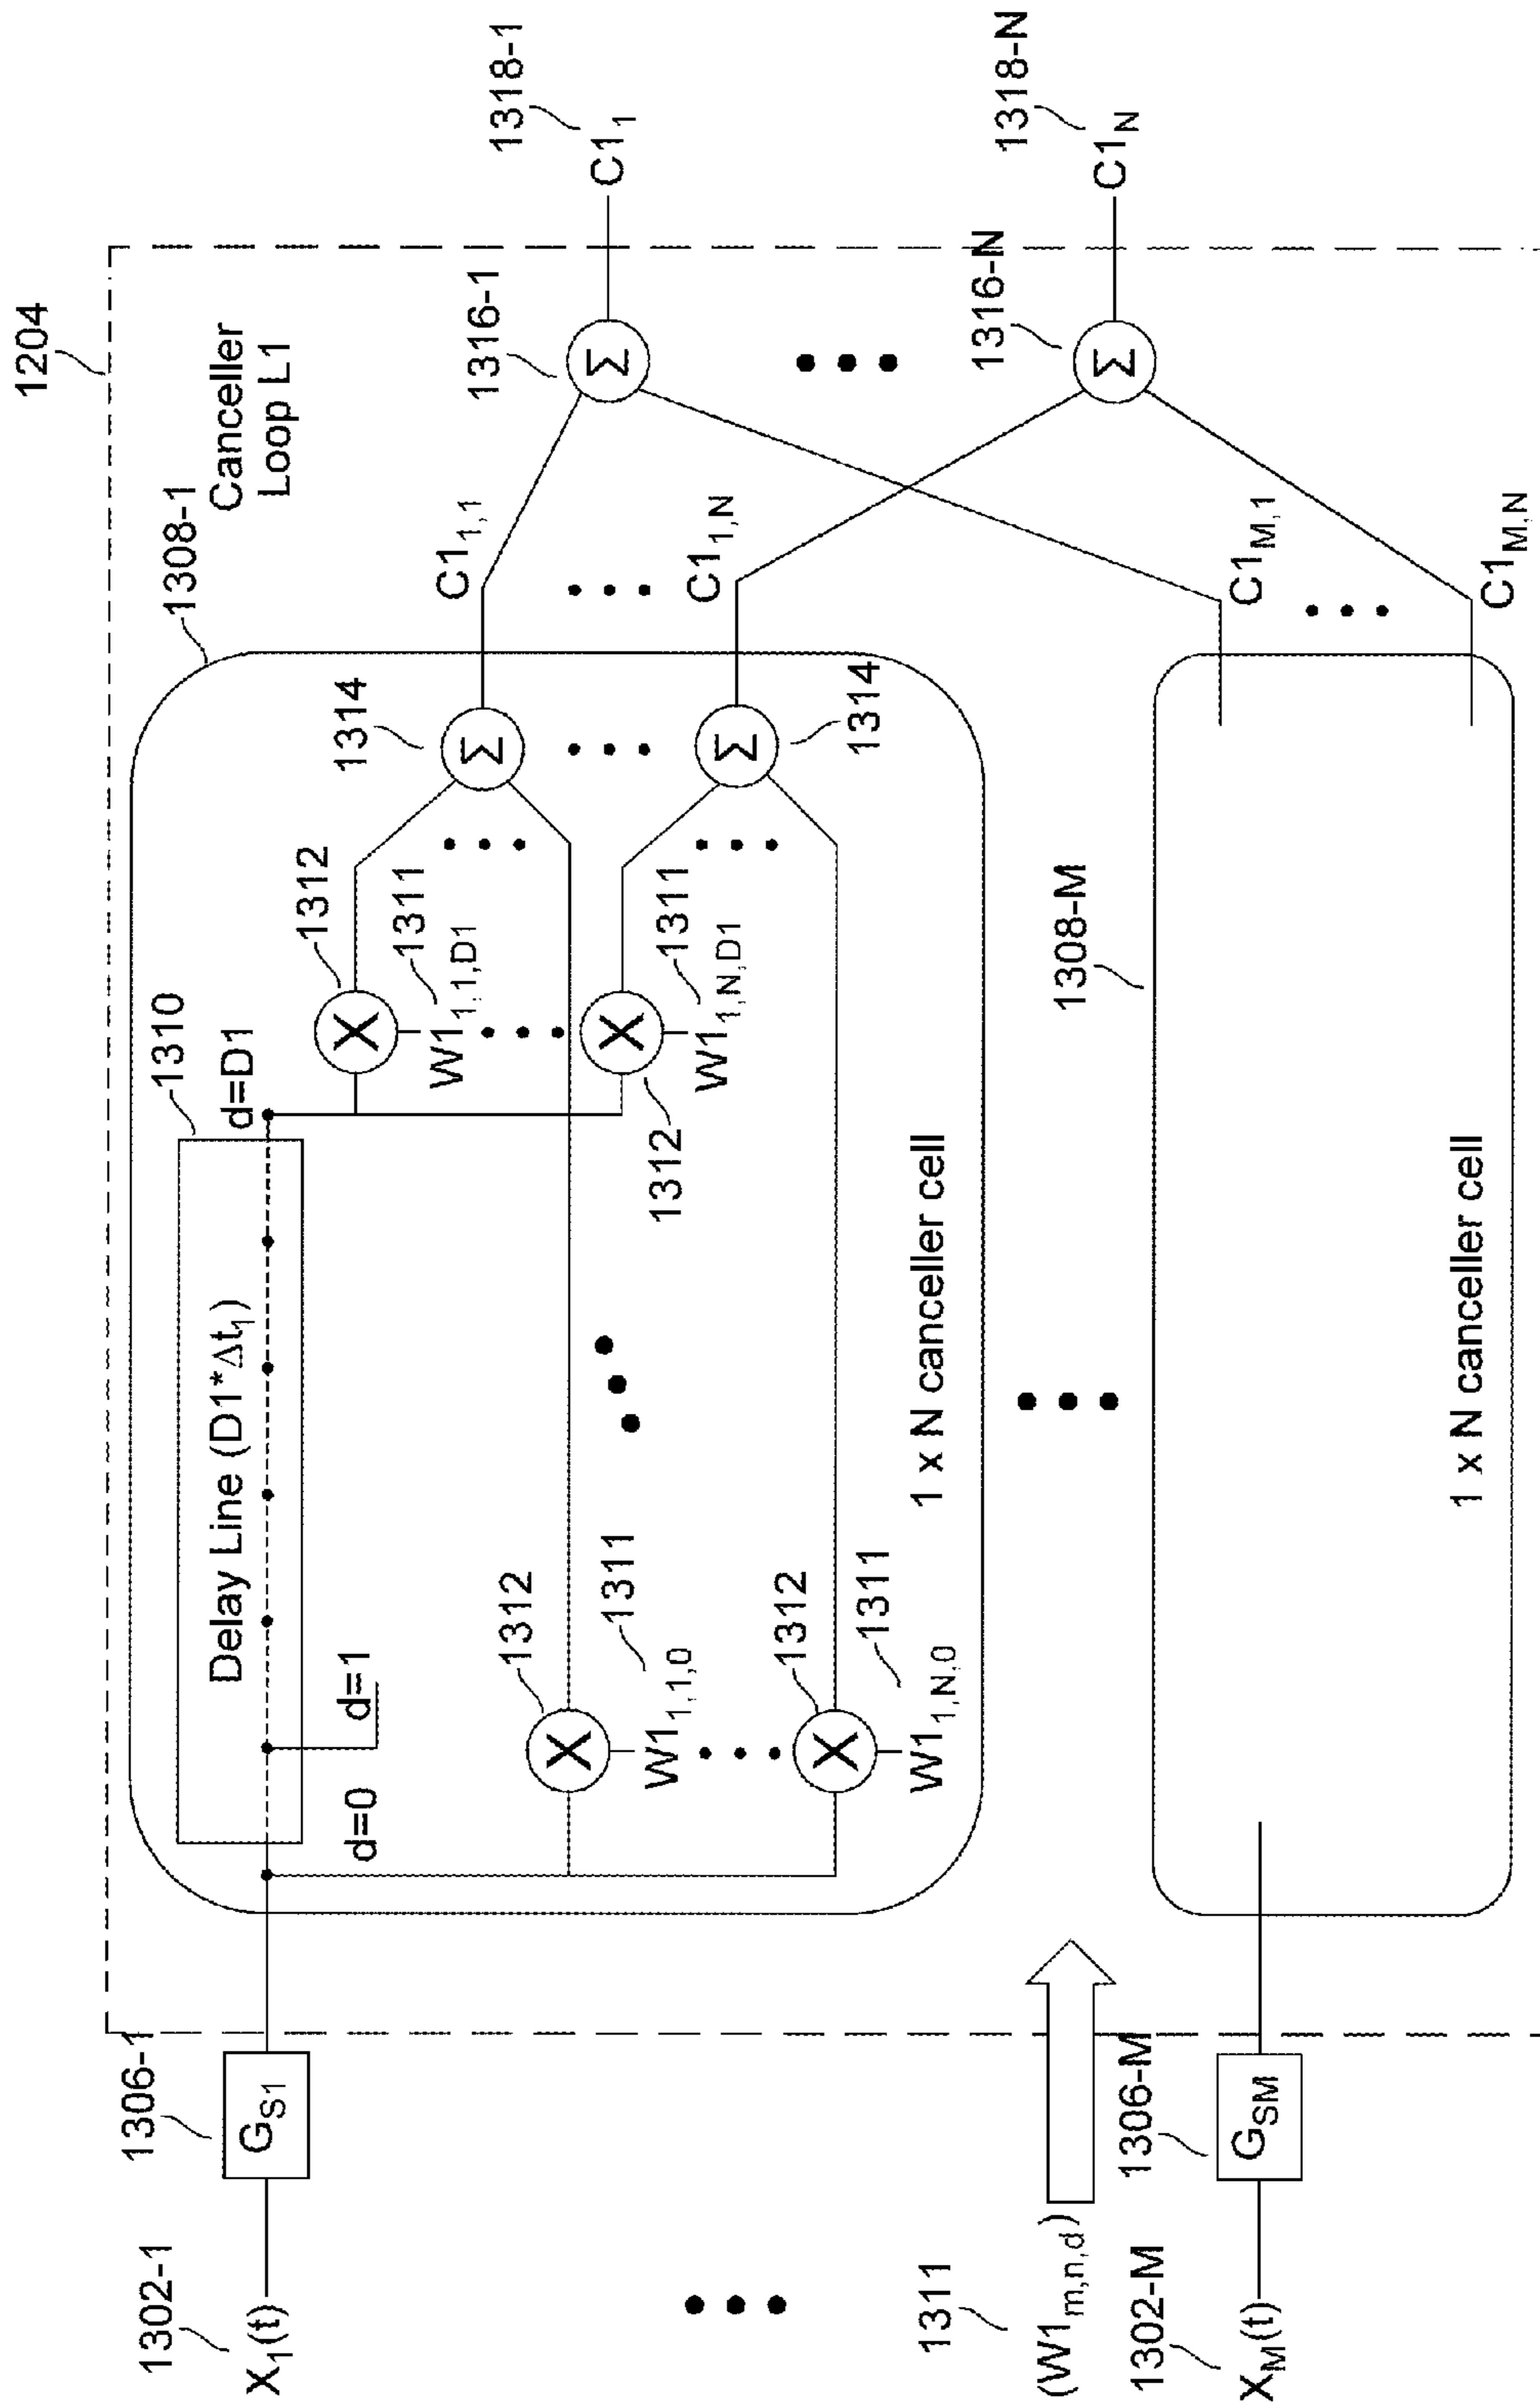 1204
Canceller
Loop L1
1308-1
1310
Delay Line (D1*Δt₁)
d=0
d=1
d=D1
1302-1
X₁(t)
1306-1
G_S1
1312
W1_1,1,D1
1311
1312
W1_1,N,D1
1311
1314
Σ
1314
Σ
X
X
1312
1311
W1_1,1,0
X
1312
1311
W1_1,N,0
X
1 x N canceller cell
C1_1,1
C1_1,N
1316-1
Σ
1318-1
C1₁
1316-N
Σ
1318-N
C1_N
1311
(W1_m,n,d)
1302-M
X_M(t)
1306-M
G_SM
1308-M
1 x N canceller cell
C1_M,1
C1_M,N